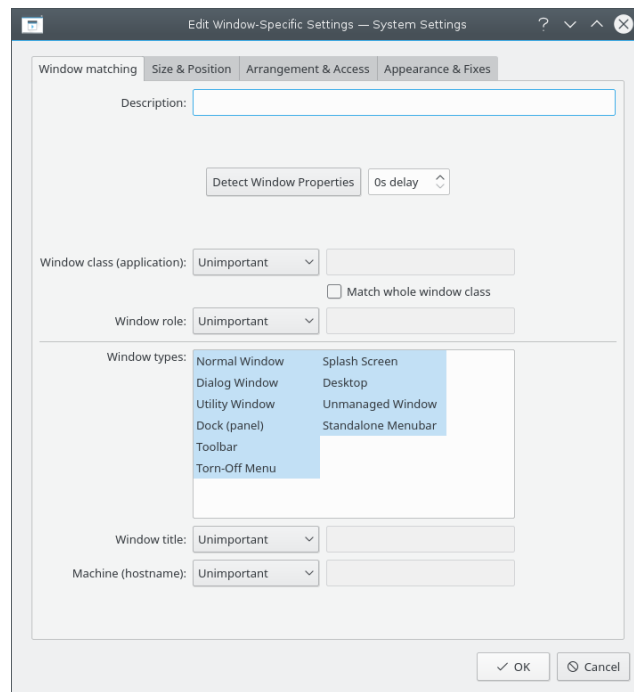 Edit Window-Specific Settings — System Settings
Window matching Size & Position Arrangement & Access Appearance & Fixes
Description:
Detect Window Properties 0s delay
Window class (application): Unimportant
Match whole window class
Window role: Unimportant
Window types:
Normal Window Splash Screen
Dialog Window Desktop
Utility Window Unmanaged Window
Dock (panel) Standalone Menubar
Toolbar
Torn-Off Menu
Window title: Unimportant
Machine (hostname): Unimportant
OK Cancel